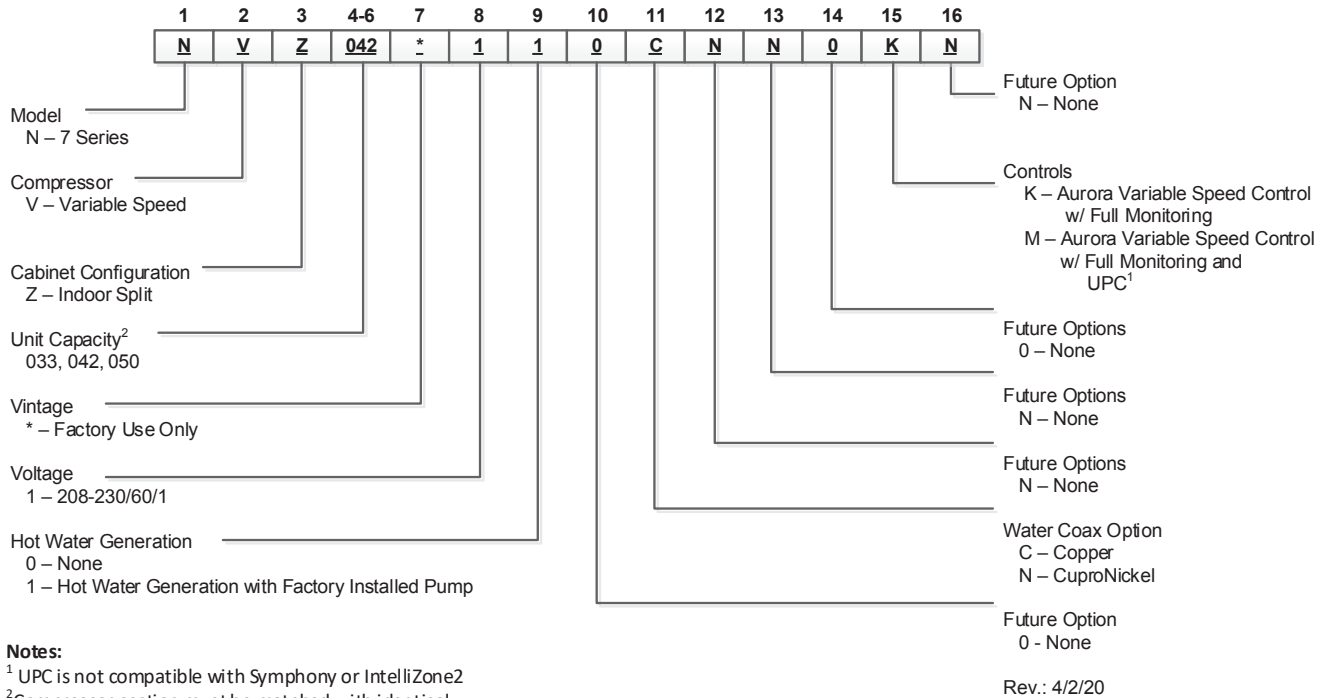 1 2 3 4-6 7 8 9 10 11 12 13 14 15 16
N V Z 042 * 1 1 0 C N N 0 K N
Model
N – 7 Series
Compressor
V – Variable Speed
Cabinet Configuration
Z – Indoor Split
Unit Capacity2
033, 042, 050
Vintage
* – Factory Use Only
Voltage
1 – 208-230/60/1
Hot Water Generation
0 – None
1 – Hot Water Generation with Factory Installed Pump
Future Option
N – None
Controls
K – Aurora Variable Speed Control
w/ Full Monitoring
M – Aurora Variable Speed Control
w/ Full Monitoring and
UPC1
Future Options
0 – None
Future Options
N – None
Future Options
N – None
Water Coax Option
C – Copper
N – CuproNickel
Future Option
0 - None
Rev.: 4/2/20
Notes:
1 UPC is not compatible with Symphony or IntelliZone2